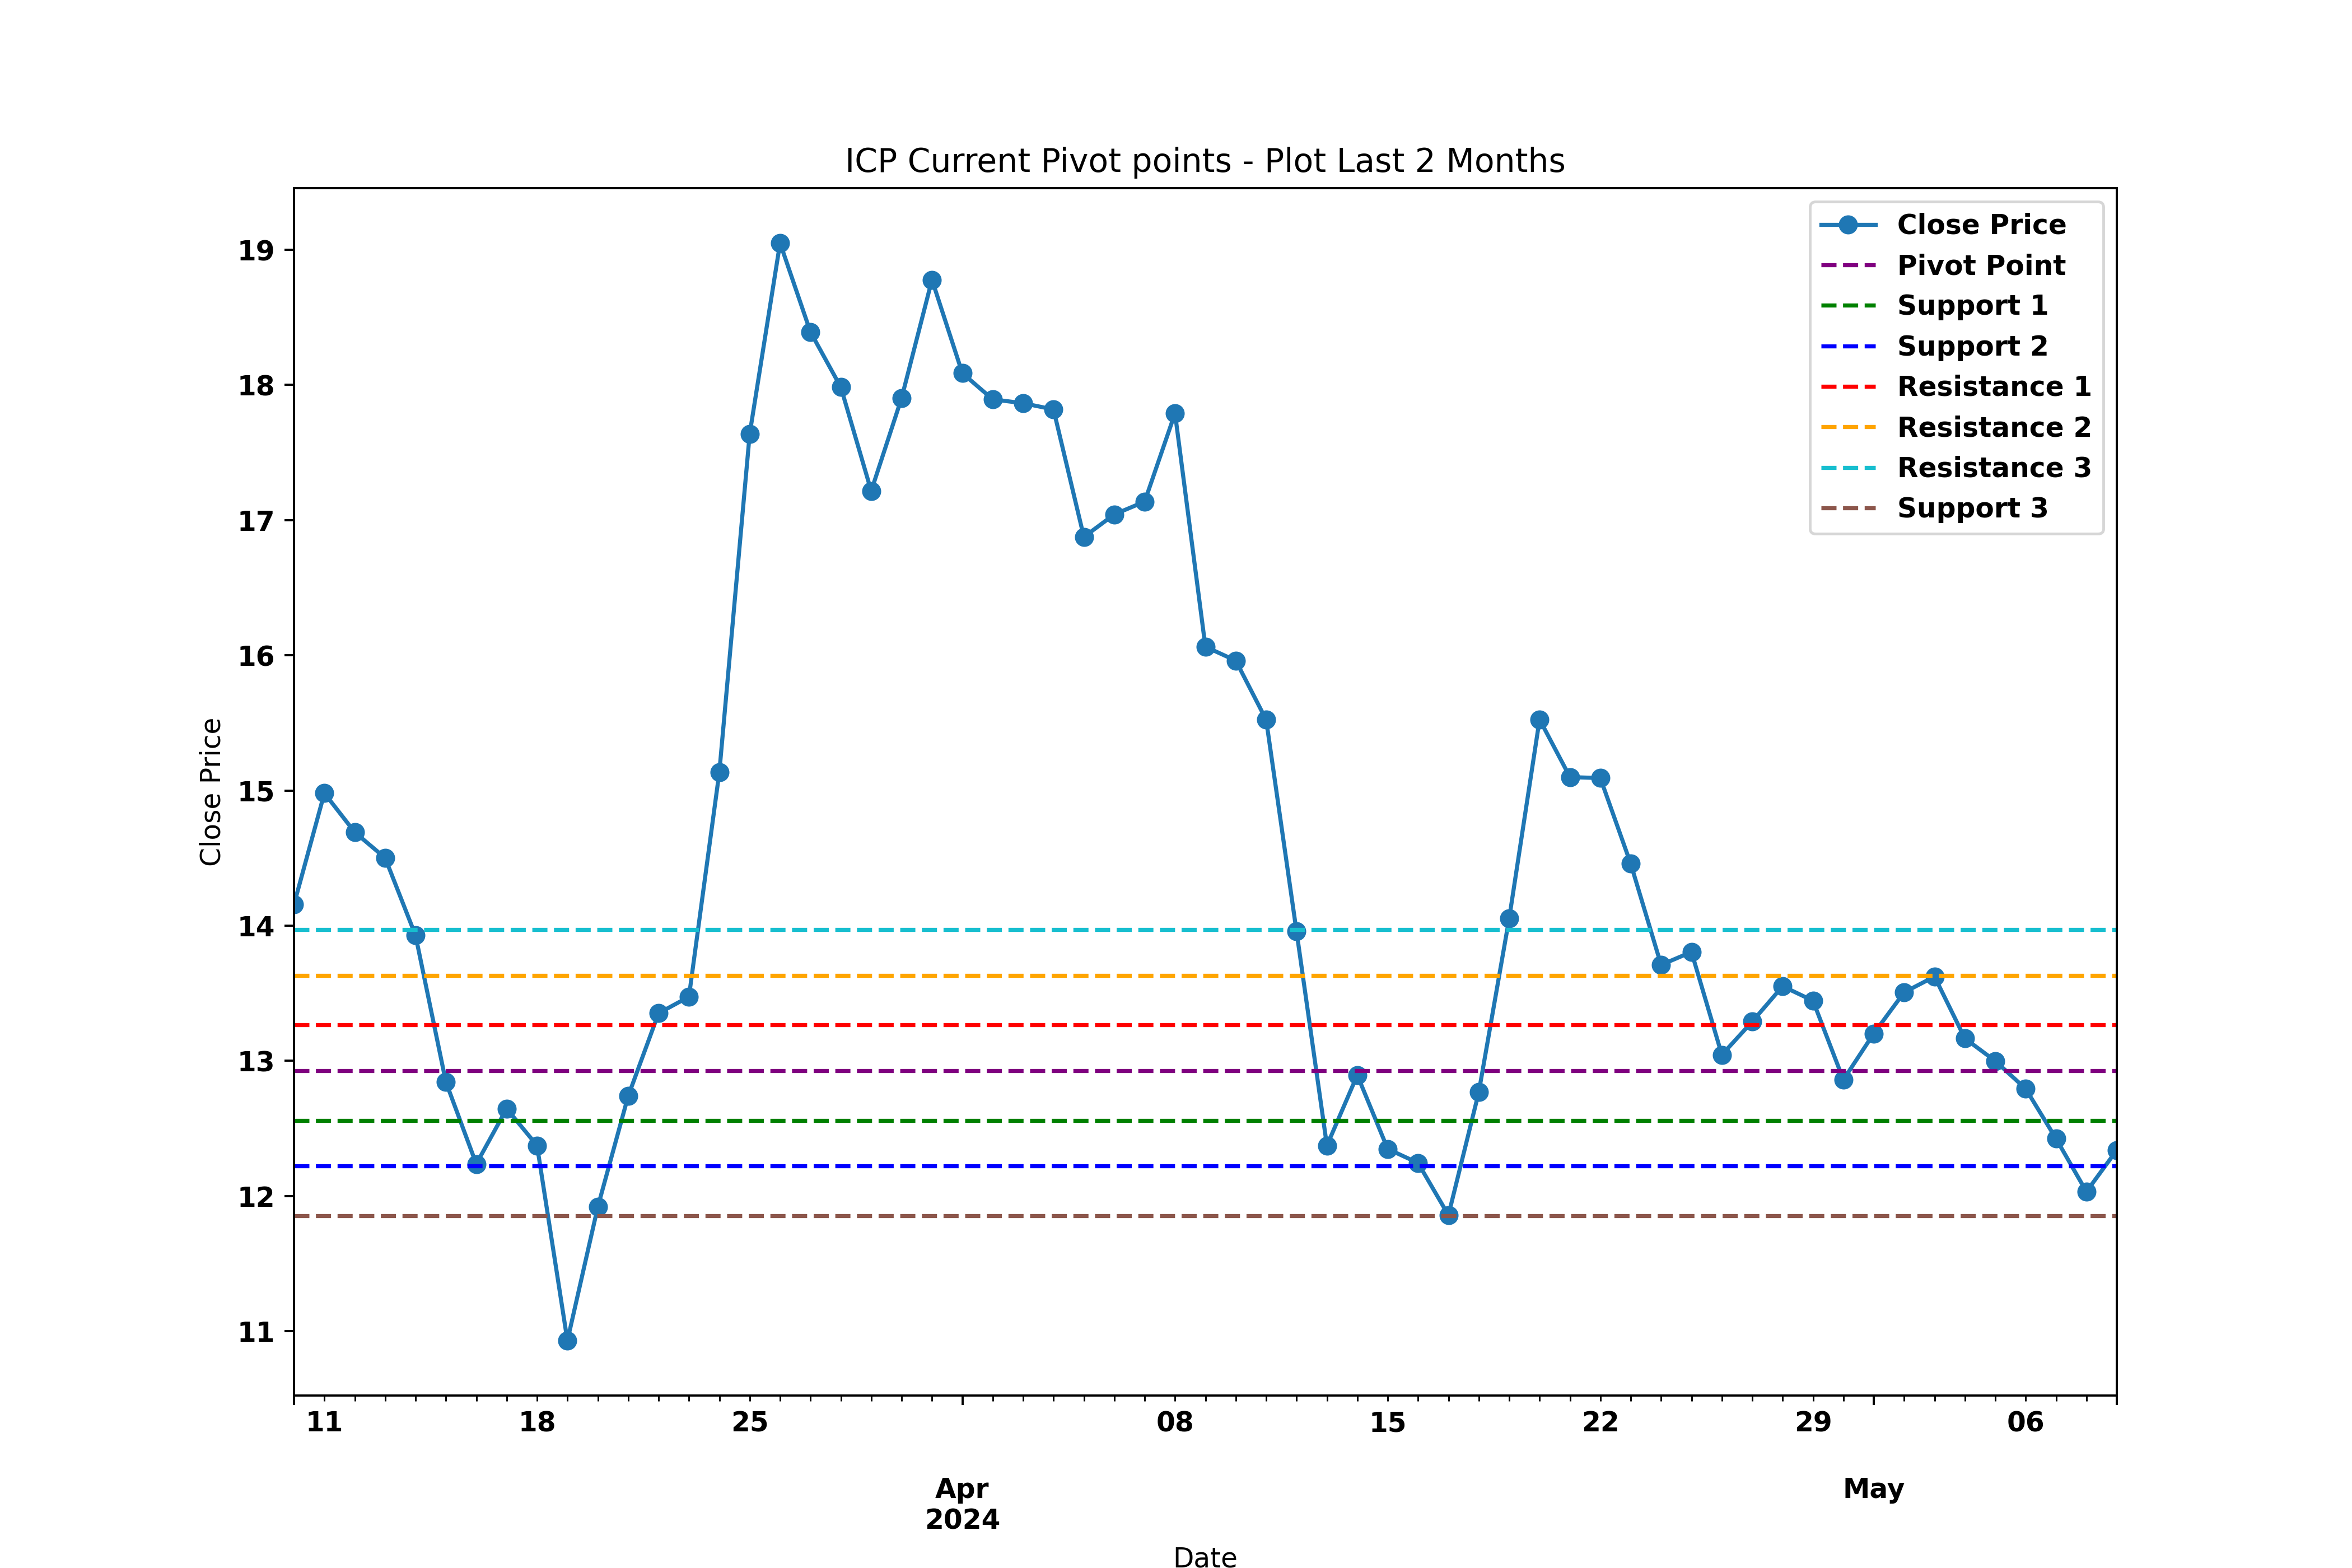 ICP Current Pivot points - Plot Last 2 Months
Close Price
Pivot Point
Support 1
Support 2
Resistance 1
Resistance 2
Resistance 3
Support 3
19
18
17
16
15
14
13
12
11
Close Price
11 18 25 08 15 22 29 06
Apr May
2024
Date